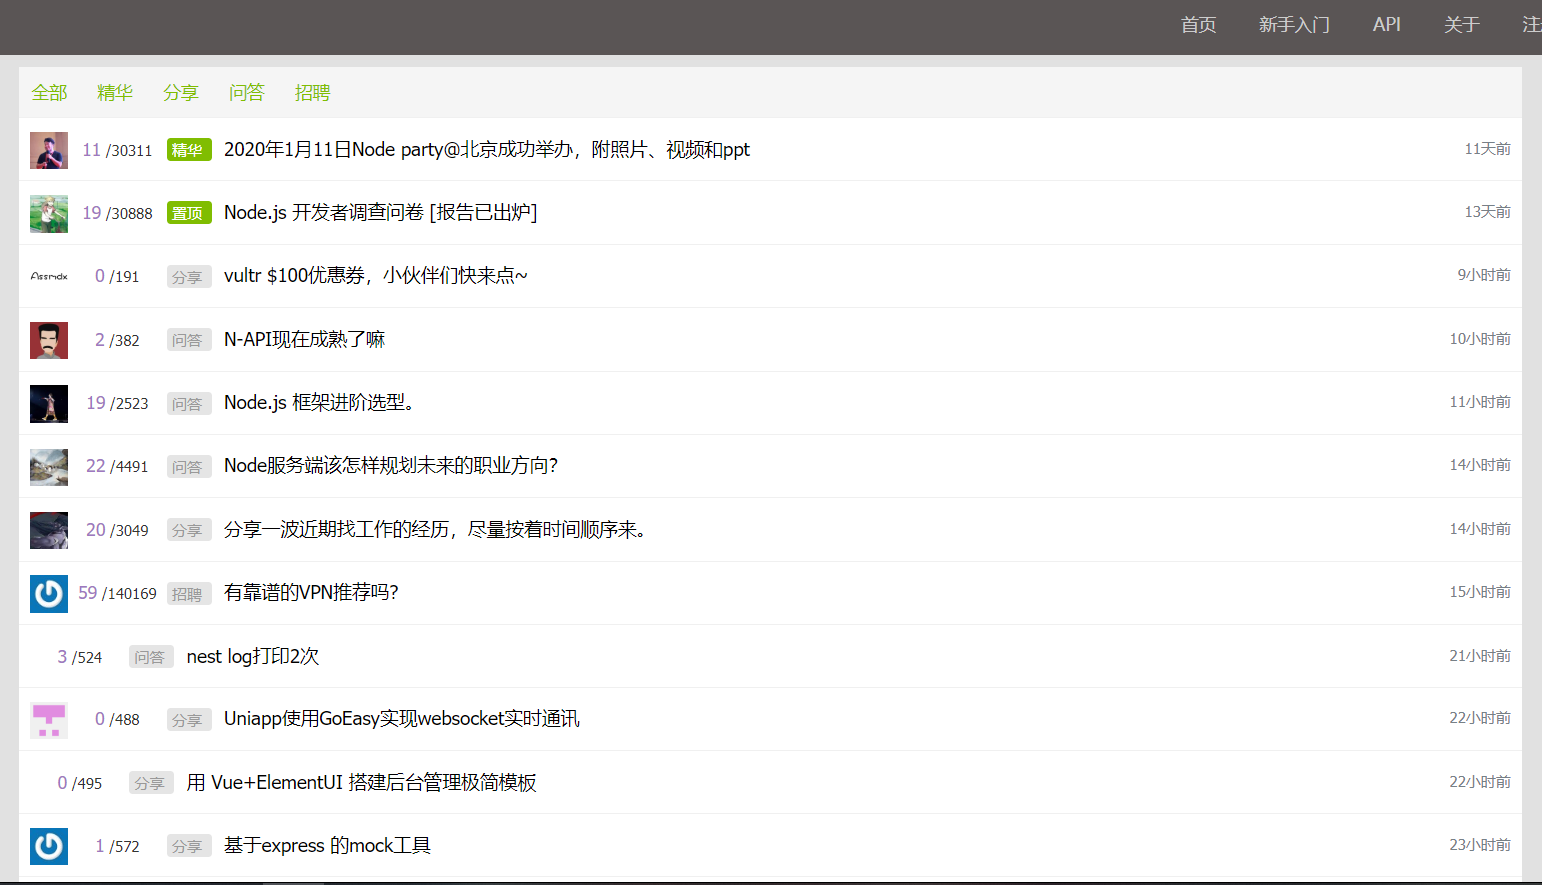 首页 新手入门 API 关于
全部 精华 分享 问答 招聘
11 /30311 精华 2020年1月11日Node party@北京成功举办，附照片、视频和ppt 11天前
19 /30888 置顶 Node.js 开发者调查问卷 [报告已出炉] 13天前
Assmdx 0 /191 分享 vultr $100优惠券，小伙伴们快来点~ 9小时前
2 /382 问答 N-API现在成熟了嘛 10小时前
19 /2523 问答 Node.js 框架进阶选型。 11小时前
22 /4491 问答 Node服务端该怎样规划未来的职业方向? 14小时前
20 /3049 分享 分享一波近期找工作的经历，尽量按着时间顺序来。 14小时前
59 /140169 招聘 有靠谱的VPN推荐吗? 15小时前
3 /524 问答 nest log打印2次 21小时前
0 /488 分享 Uniapp使用GoEasy实现websocket实时通讯 22小时前
0 /495 分享 用 Vue+ElementUI 搭建后台管理极简模板 22小时前
1 /572 分享 基于express 的mock工具 23小时前